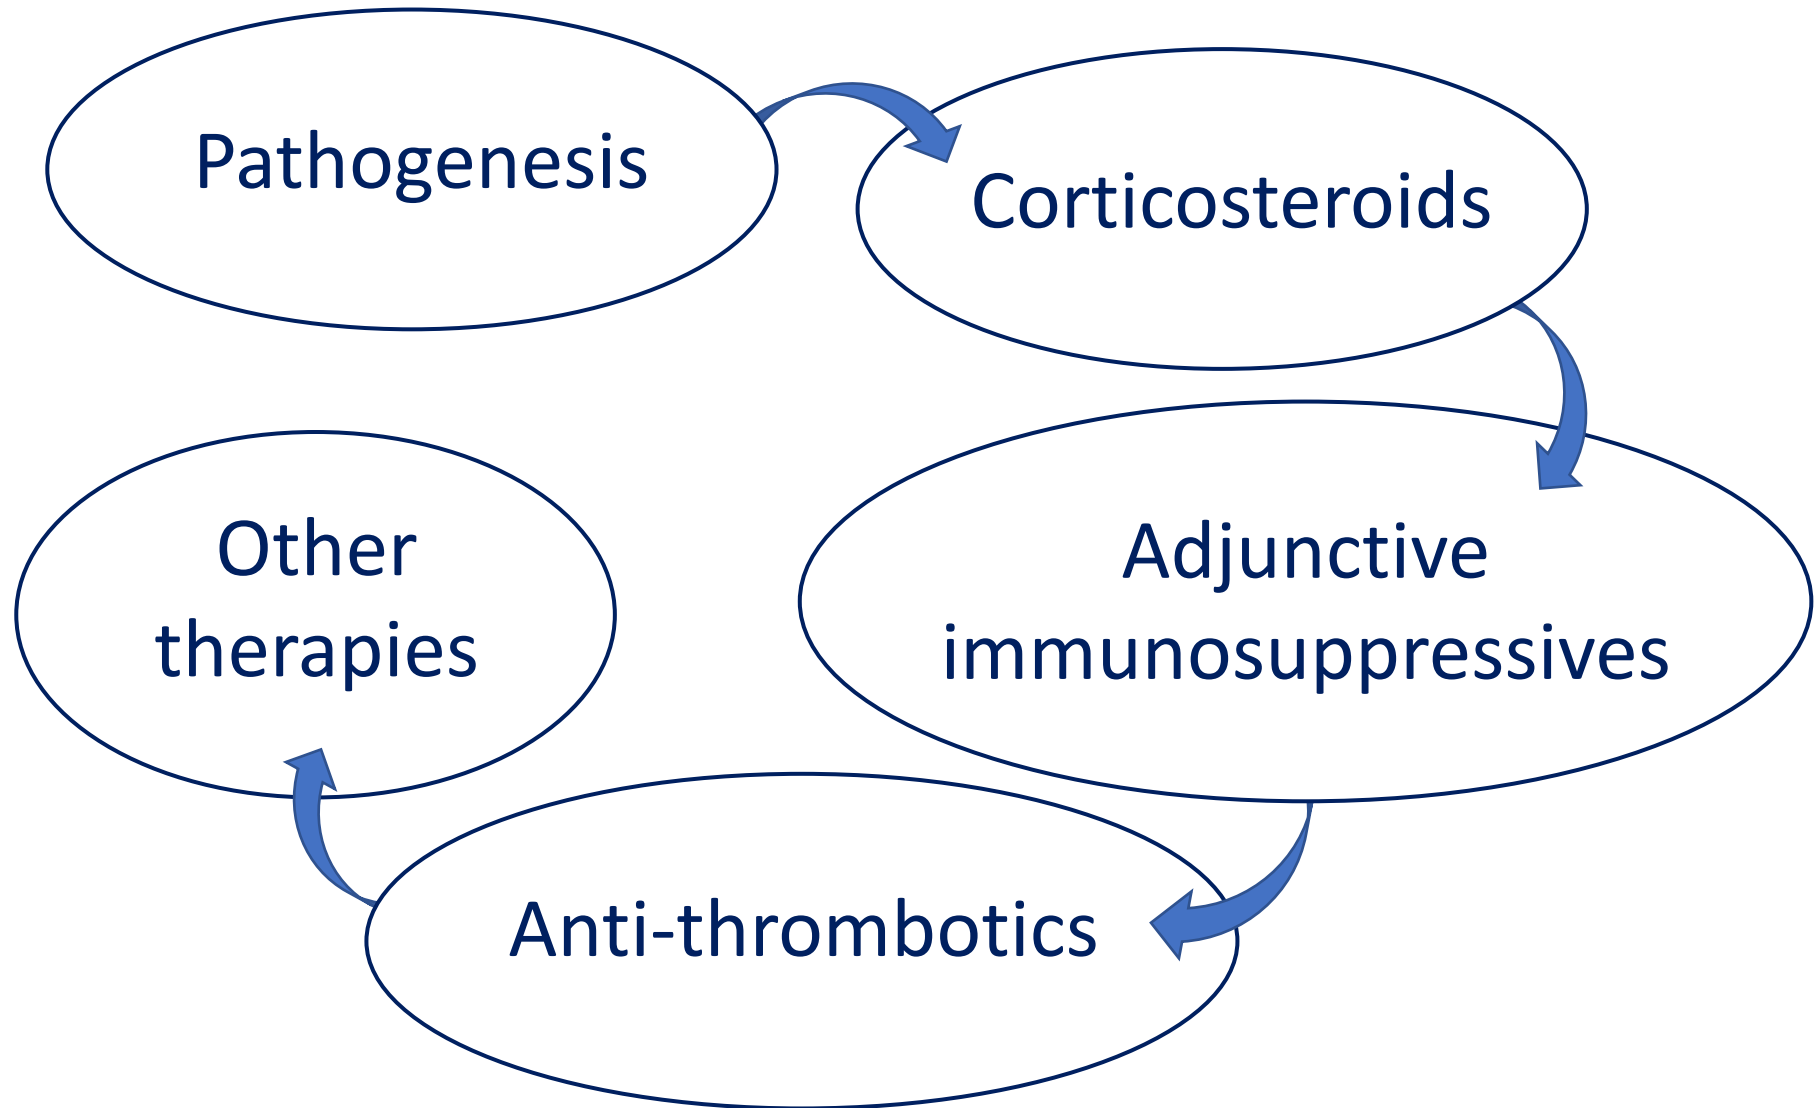 Pathogenesis
Corticosteroids
Adjunctive
immunosuppressives
Anti-thrombotics
Other
therapies